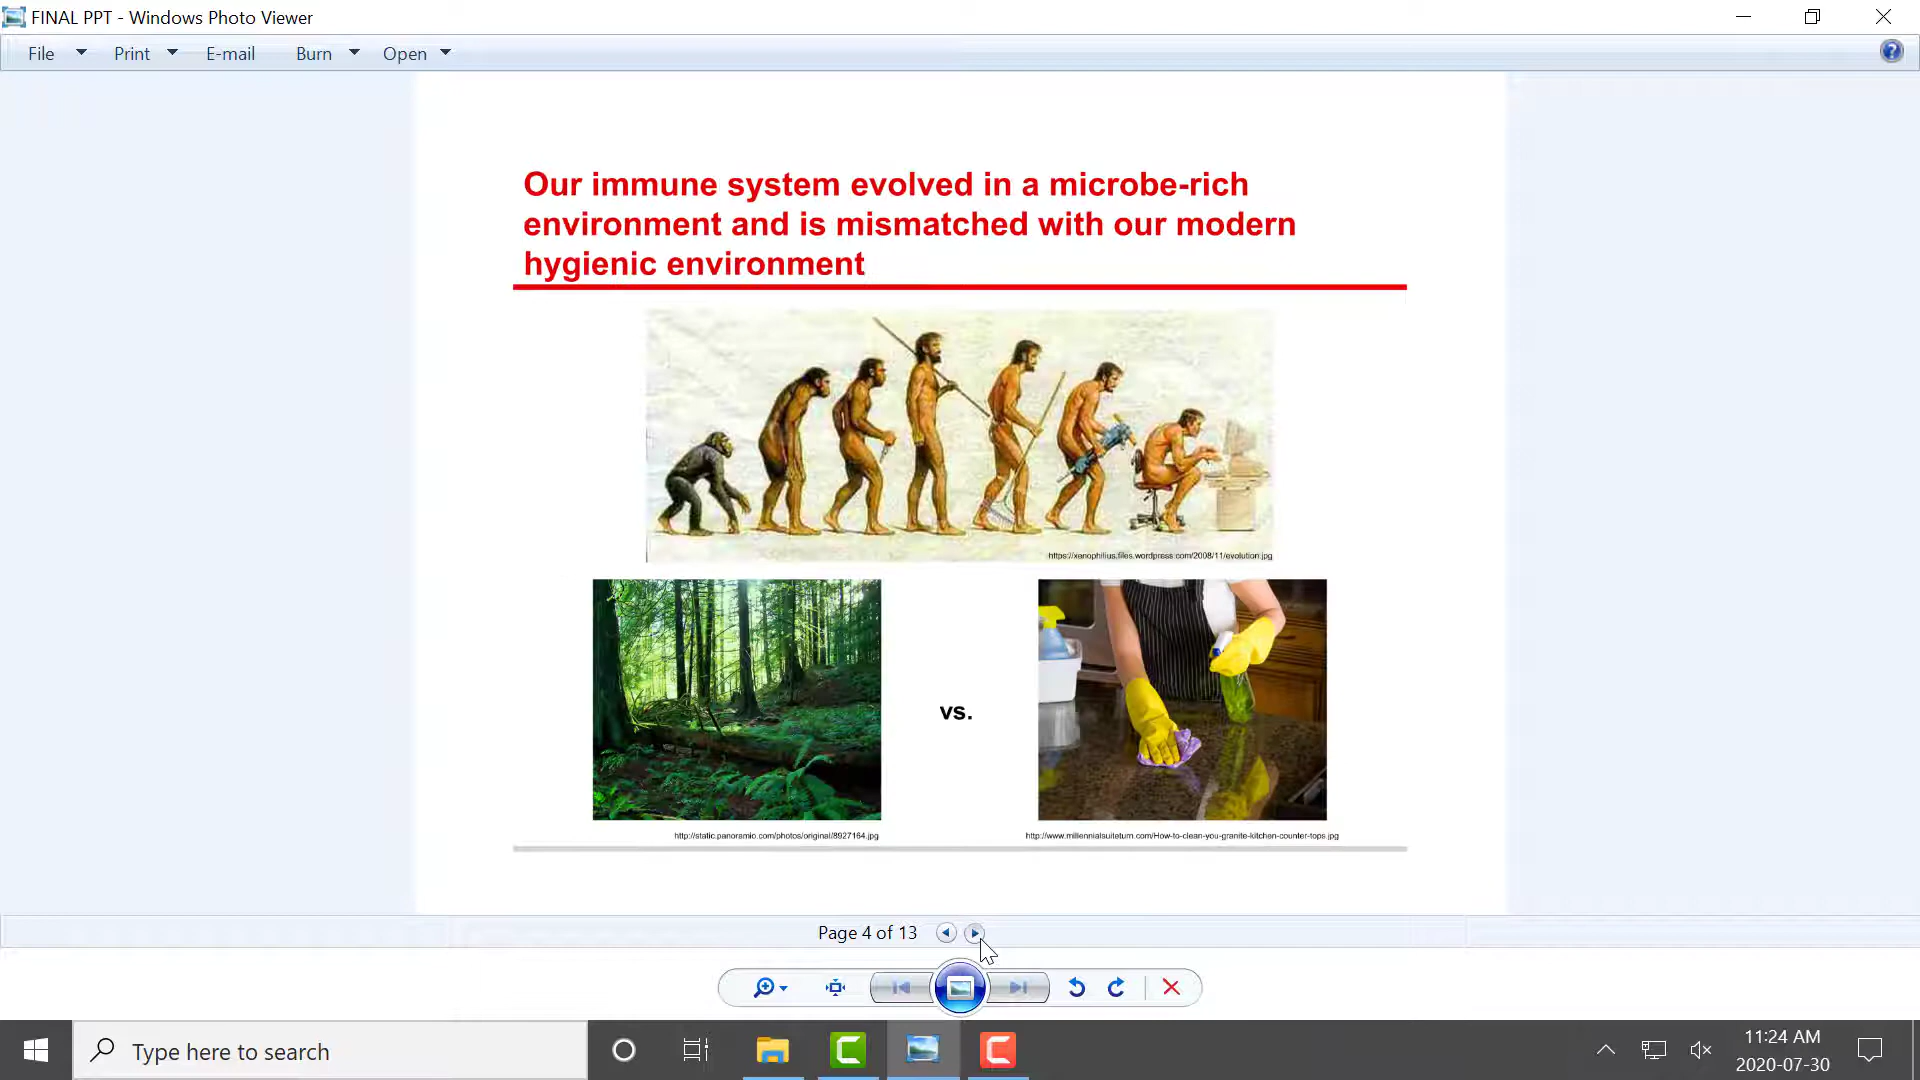 FINAL PPT - Windows Photo Viewer
File Print E-mail Burn Open
Our immune system evolved in a microbe-rich
environment and is mismatched with our modern
hygienic environment
https://xenophilius.files.wordpress.com/2008/11/evolution.jpg
vs.
http://static.panoramio.com/photos/original/8927164.jpg
http://www.millennialsuiteturn.com/How-to-clean-you-granite-kitchen-counter-tops.jpg
Page 4 of 13
Type here to search
11:24 AM
2020-07-30